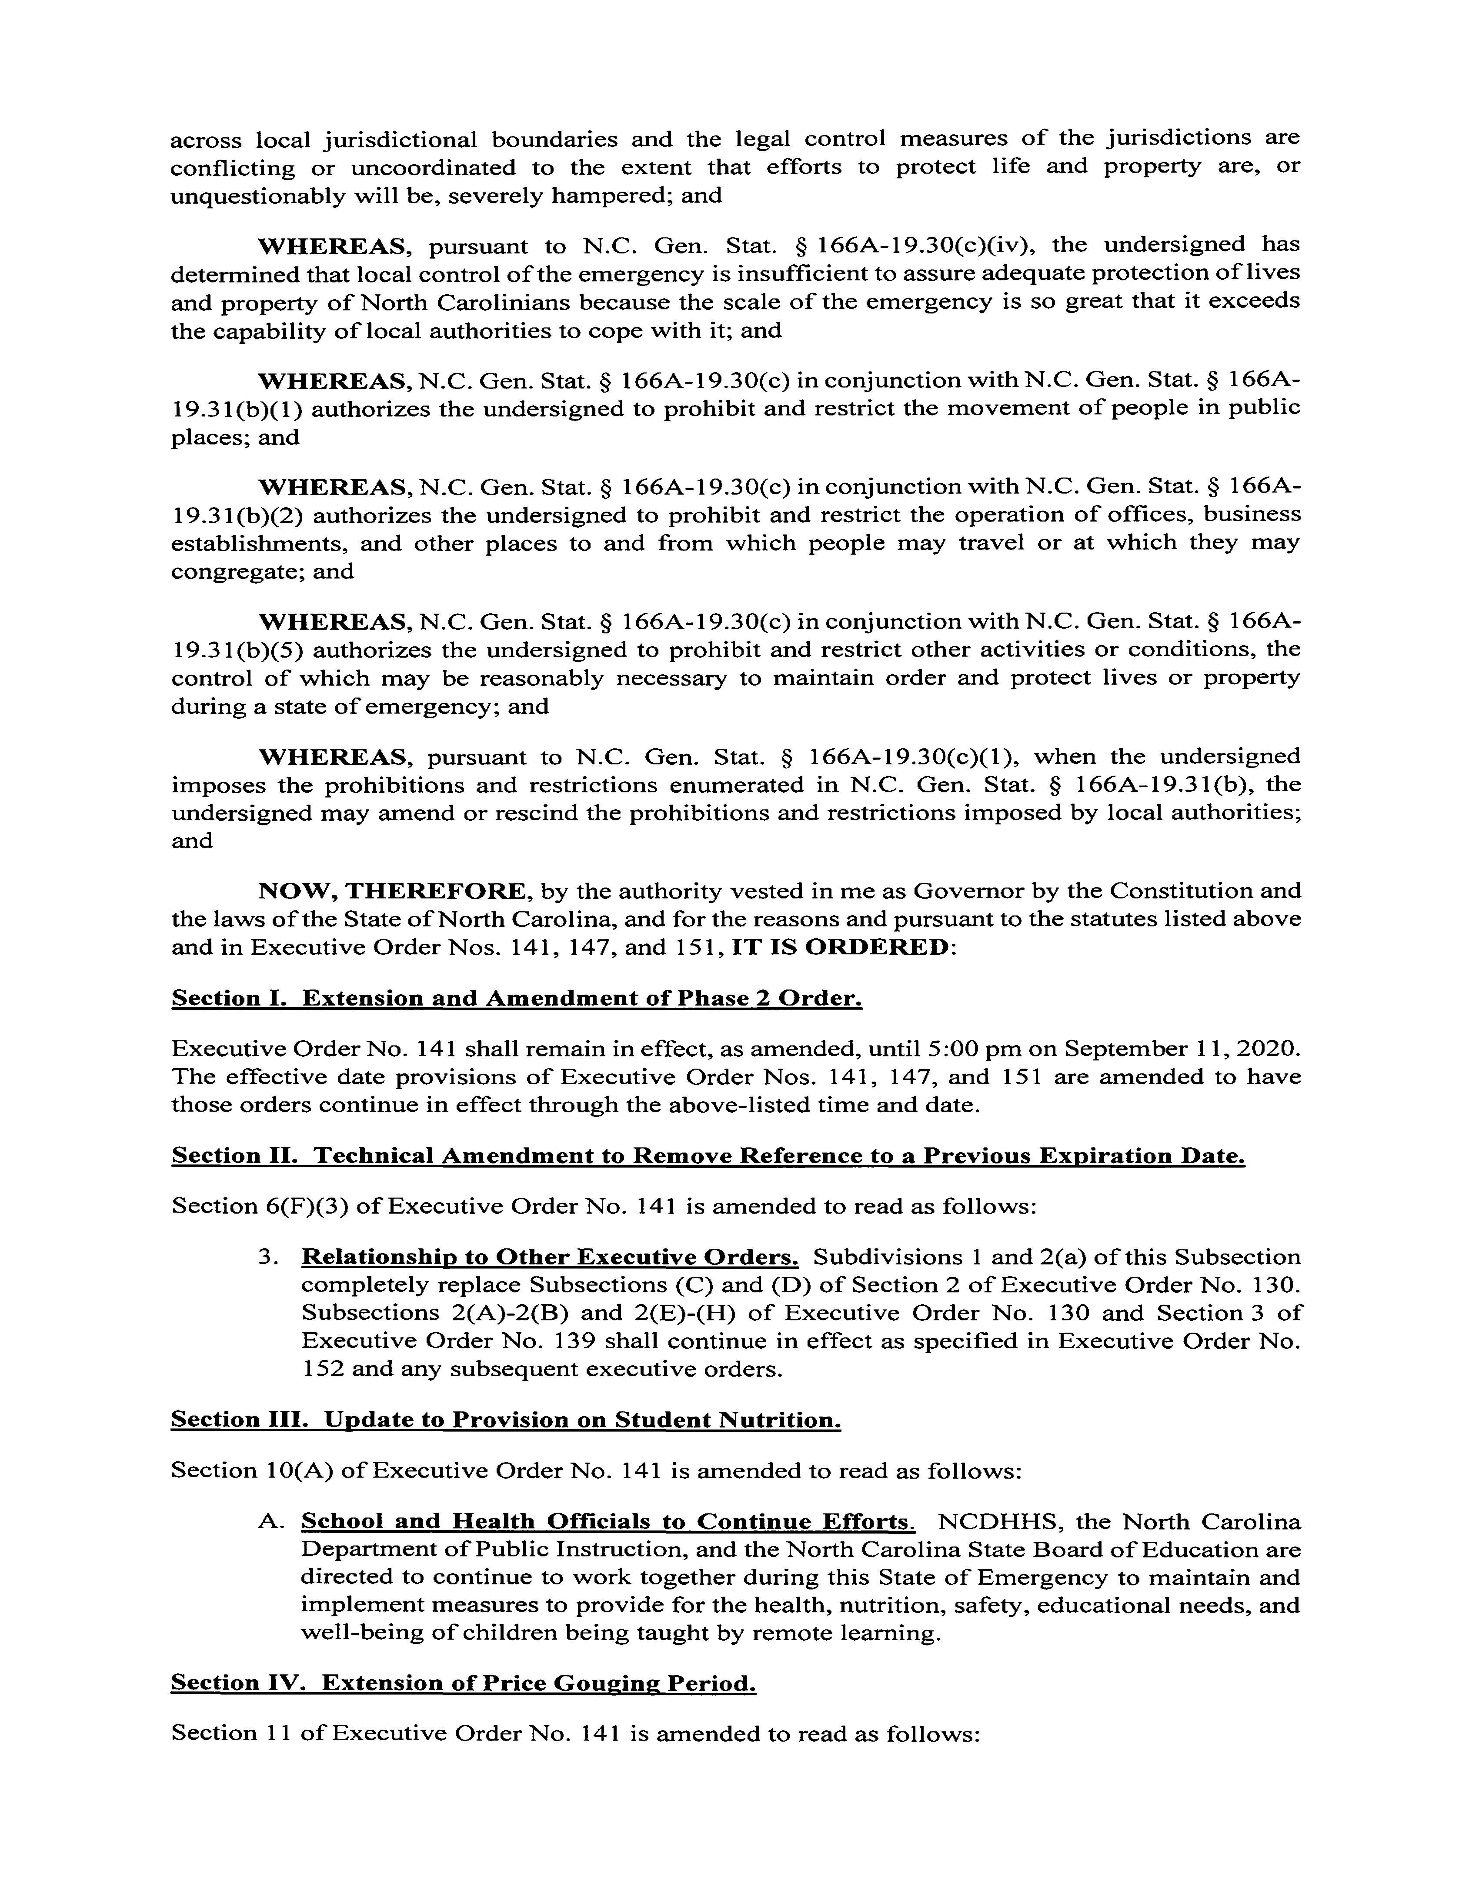 across local jurisdictional boundaries and the legal control measures of the jurisdictions are
conflicting or uncoordinated to the extent that efforts to protect life and property are, or
unquestionably will be, severely hampered; and
WHEREAS, pursuant to N.C. Gen. Stat. § 166A-19.30(c)(iv), the undersigned has
determined that local control of the emergency is insufficient to assure adequate protection of lives
and property of North Carolinians because the scale of the emergency is so great that it exceeds
the capability of local authorities to cope with it; and
WHEREAS, N.C. Gen. Stat. § 166A-19.30(c) in conjunction with N.C. Gen. Stat. § 166A-
19.31(b)(1) authorizes the undersigned to prohibit and restrict the movement of people in public
places; and
WHEREAS, N.C. Gen. Stat. § 166A-19.30(c) in conjunction with N.C. Gen. Stat. § 166A-
19.31(b)(2) authorizes the undersigned to prohibit and restrict the operation of offices, business
establishments, and other places to and from which people may travel or at which they may
congregate; and
WHEREAS, N.C. Gen. Stat. § 166A-19.30(c) in conjunction with N.C. Gen. Stat. § 166A-
19.31(b)(5) authorizes the undersigned to prohibit and restrict other activities or conditions, the
control of which may be reasonably necessary to maintain order and protect lives or property
during a state of emergency; and
WHEREAS, pursuant to N.C. Gen. Stat. § 166A-19.30(c)(1), when the undersigned
imposes the prohibitions and restrictions enumerated in N.C. Gen. Stat. § 166A-19.31(b), the
undersigned may amend or rescind the prohibitions and restrictions imposed by local authorities;
and
NOW, THEREFORE, by the authority vested in me as Governor by the Constitution and
the laws of the State of North Carolina, and for the reasons and pursuant to the statutes listed above
and in Executive Order Nos. 141, 147, and 151, IT IS ORDERED:
Section I. Extension and Amendment of Phase 2 Order.
Executive Order No. 141 shall remain in effect, as amended, until 5:00 pm on September 11, 2020.
The effective date provisions of Executive Order Nos. 141, 147, and 151 are amended to have
those orders continue in effect through the above-listed time and date.
Section II. Technical Amendment to Remove Reference to a Previous Expiration Date.
Section 6(F)(3) of Executive Order No. 141 is amended to read as follows:
3. Relationship to Other Executive Orders. Subdivisions 1 and 2(a) of this Subsection
completely replace Subsections (C) and (D) of Section 2 of Executive Order No. 130.
Subsections 2(A)-2(B) and 2(E)-(H) of Executive Order No. 130 and Section 3 of
Executive Order No. 139 shall continue in effect as specified in Executive Order No.
152 and any subsequent executive orders.
Section III. Update to Provision on Student Nutrition.
Section 10(A) of Executive Order No. 141 is amended to read as follows:
A. School and Health Officials to Continue Efforts. NCDHHS, the North Carolina
Department of Public Instruction, and the North Carolina State Board of Education are
directed to continue to work together during this State of Emergency to maintain and
implement measures to provide for the health, nutrition, safety, educational needs, and
well-being of children being taught by remote learning.
Section IV. Extension of Price Gouging Period.
Section 11 of Executive Order No. 141 is amended to read as follows: